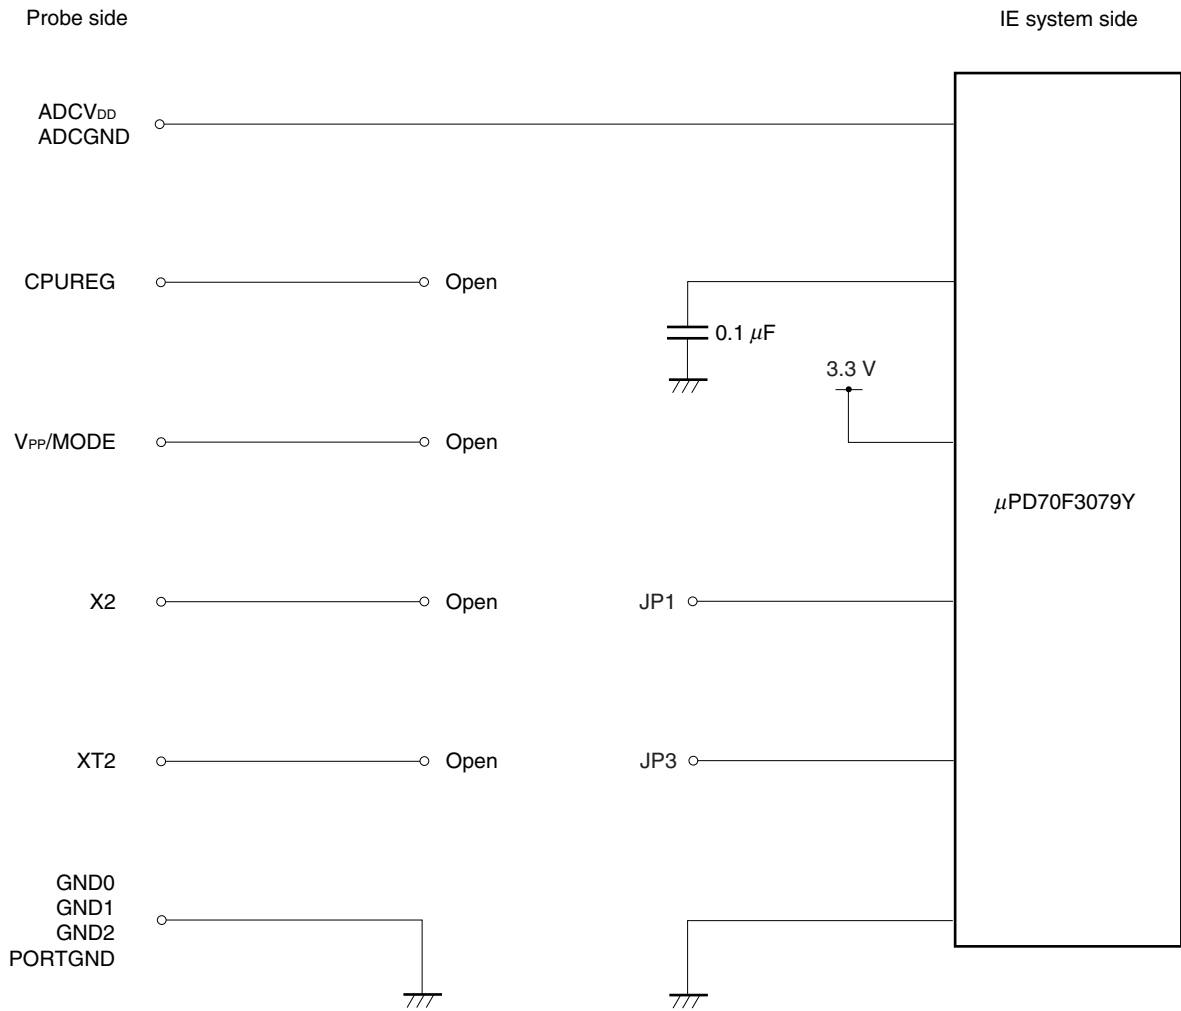 Probe side
IE system side
ADCVDD
ADCGND
CPUREG
Open
0.1 μF
3.3 V
VPP/MODE
Open
μPD70F3079Y
X2
Open
JP1
XT2
Open
JP3
GND0
GND1
GND2
PORTGND